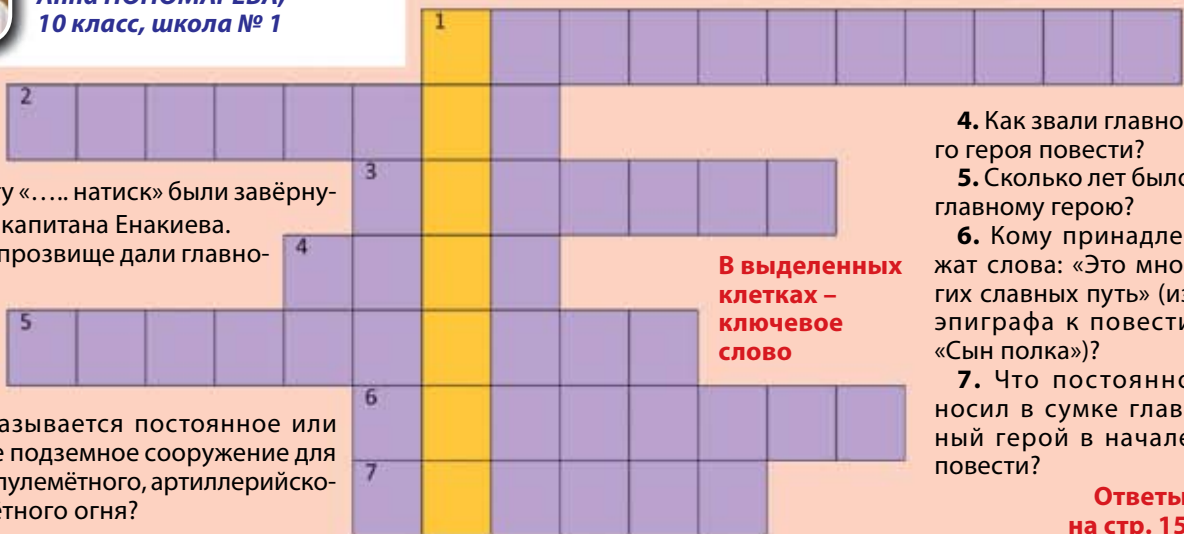 Анна ПОНОМАРЕВА,
10 класс, школа № 1
1
2
3
4
5
6
7
ту «….. натиск» были завёрну-
капитана Енакиева.
прозвище дали главно-
азывается постоянное или
е подземное сооружение для
пулемётного, артиллерийско-
ётного огня?
В выделенных
клетках –
ключевое
слово
4. Как звали главно-
го героя повести?
5. Сколько лет было
главному герою?
6. Кому принадле-
жат слова: «Это мно-
гих славных путь» (из
эпиграфа к повести
«Сын полка»)?
7. Что постоянно
носил в сумке глав-
ный герой в начале
повести?
Ответы
на стр. 15